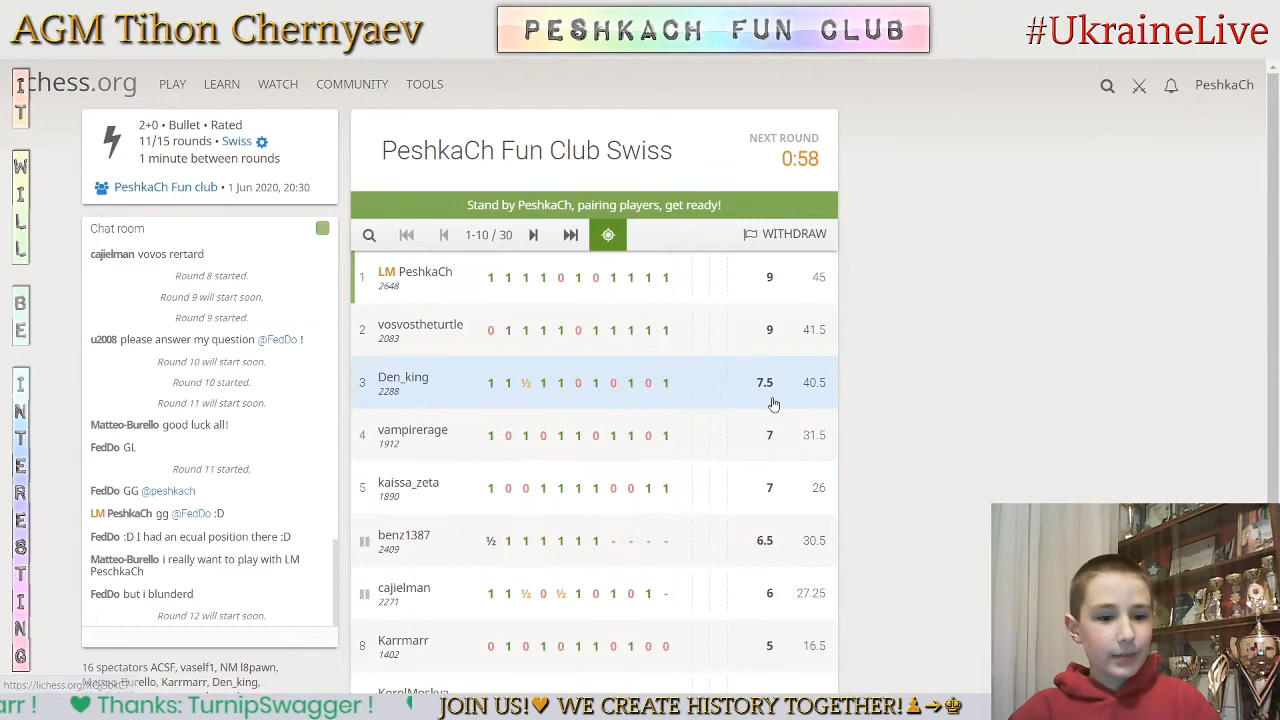 AGM Tihon Chernyaev
PESHKACH FUN CLUB
#UkraineLive
IT
WILL
BE
INTERESTING
chess.org
PLAY
LEARN
WATCH
COMMUNITY
TOOLS
PeshkaCh
2+0 • Bullet • Rated
11/15 rounds • Swiss
1 minute between rounds
PeshkaCh Fun club • 1 Jun 2020, 20:30
Chat room
cajielman vovos rertard
Round 8 started.
Round 9 will start soon.
Round 9 started.
u2008 please answer my question @FedDo !
Round 10 will start soon.
Round 10 started.
Round 11 will start soon.
Matteo-Burello good luck all!
FedDo GL
Round 11 started.
FedDo GG @peshkach
LM PeshkaCh gg @FedDo :D
FedDo :D I had an ecual position there :D
Matteo-Burello i really want to play with LM
PeschkaCh
FedDo but i blunderd
Round 12 will start soon.
16 spectators ACSF, vaself1, NM l8pawn,
Karrmarr, Den_king,
PeshkaCh Fun Club Swiss
NEXT ROUND
0:58
Stand by PeshkaCh, pairing players, get ready!
1-10 / 30
WITHDRAW
1 LM PeshkaCh 1 1 1 1 0 1 0 1 1 1 1 9 45
2648
2 vosvostheturtle 0 1 1 1 1 0 1 1 1 1 1 9 41.5
2083
3 Den_king 1 1 ½ 1 1 0 1 0 1 0 1 7.5 40.5
2288
4 vampirerage 1 0 1 0 1 1 0 1 1 0 1 7 31.5
1912
5 kaissa_zeta 1 0 0 1 1 1 1 0 0 1 1 7 26
1890
benz1387 ½ 1 1 1 1 1 1 - - - - 6.5 30.5
2409
cajielman 1 1 ½ 0 ½ 1 0 1 0 1 - 6 27.25
2271
8 Karrmarr 0 1 0 1 0 1 1 0 1 0 0 5 16.5
1402
arr !
Thanks: TurnipSwagger !
JOIN US! WE CREATE HISTORY TOGETHER!